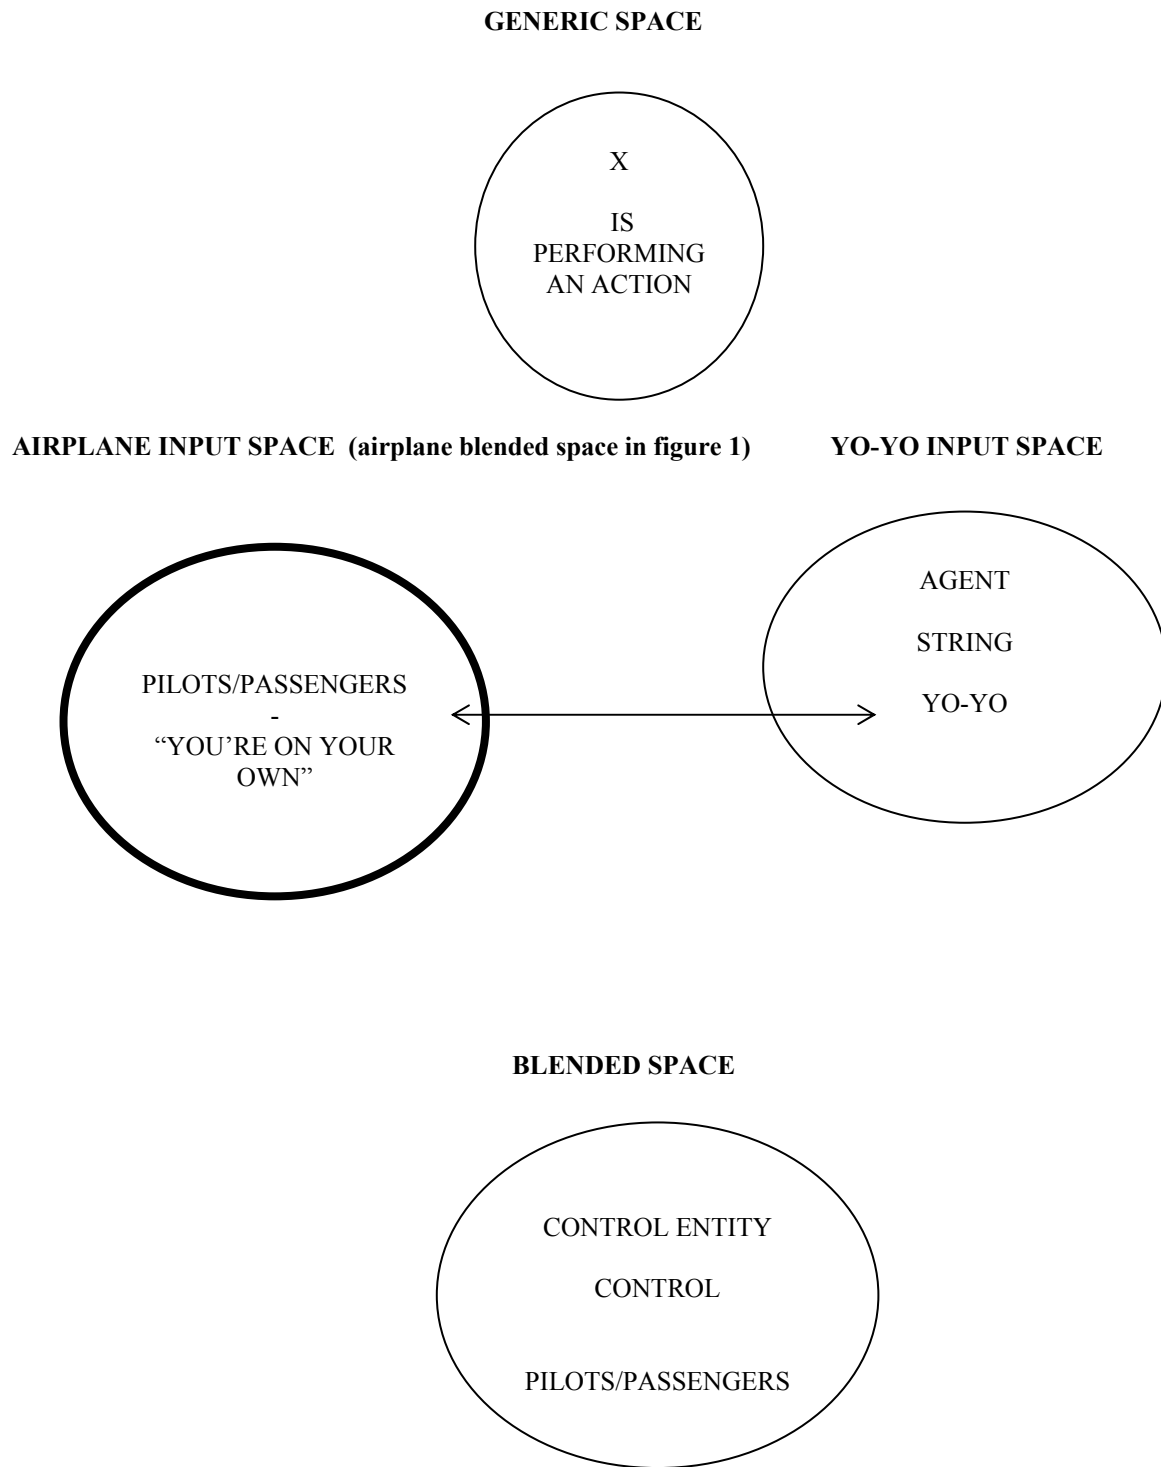 GENERIC SPACE
X
IS
PERFORMING
AN ACTION
AIRPLANE INPUT SPACE (airplane blended space in figure 1)
YO-YO INPUT SPACE
PILOTS/PASSENGERS
-
“YOU’RE ON YOUR
OWN”
AGENT
STRING
YO-YO
BLENDED SPACE
CONTROL ENTITY
CONTROL
PILOTS/PASSENGERS